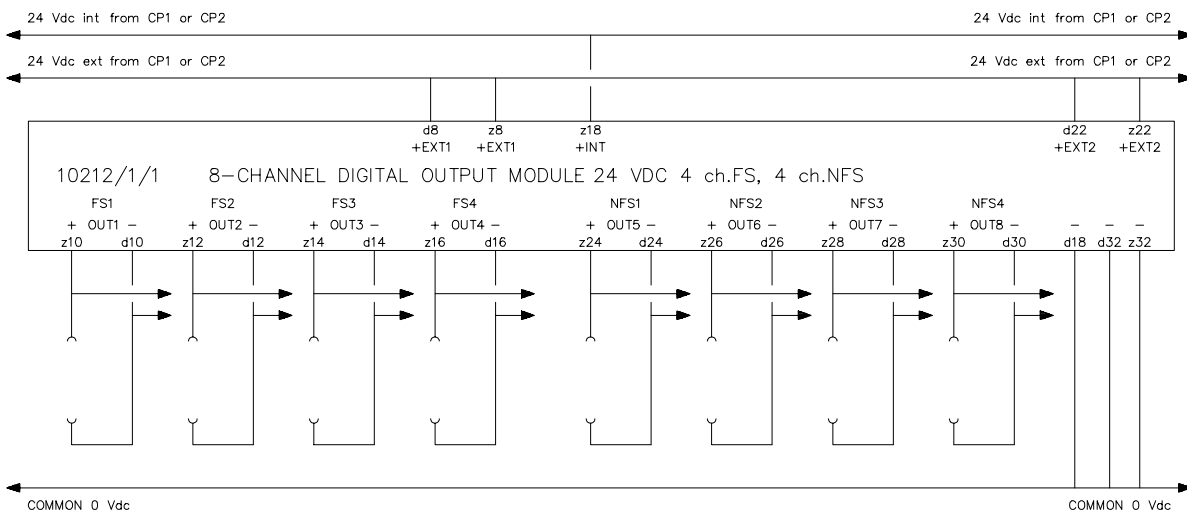 24 Vdc int from CP1 or CP2 24 Vdc int from CP1 or CP2
24 Vdc ext from CP1 or CP2 24 Vdc ext from CP1 or CP2
d8 z8 z18 d22 z22
+EXT1 +EXT1 +INT +EXT2 +EXT2
10212/1/1 8-CHANNEL DIGITAL OUTPUT MODULE 24 VDC 4 ch.FS, 4 ch.NFS
FS1 FS2 FS3 FS4 NFS1 NFS2 NFS3 NFS4
+ OUT1 - + OUT2 - + OUT3 - + OUT4 - + OUT5 - + OUT6 - + OUT7 - + OUT8 - - - -
z10 d10 z12 d12 z14 d14 z16 d16 z24 d24 z26 d26 z28 d28 z30 d30 d18 d32 z32
COMMON 0 Vdc COMMON 0 Vdc